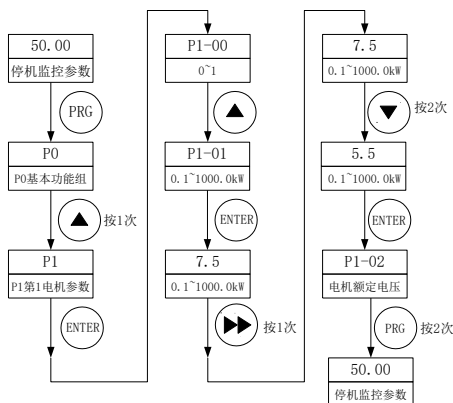 50.00
停机监控参数
PRG
P0
P0基本功能组
按1次
P1
P1第1电机参数
ENTER
P1-00
0~1
P1-01
0.1~1000.0kW
ENTER
7.5
0.1~1000.0kW
按1次
7.5
0.1~1000.0kW
按2次
5.5
0.1~1000.0kW
ENTER
P1-02
电机额定电压
PRG
按2次
50.00
停机监控参数